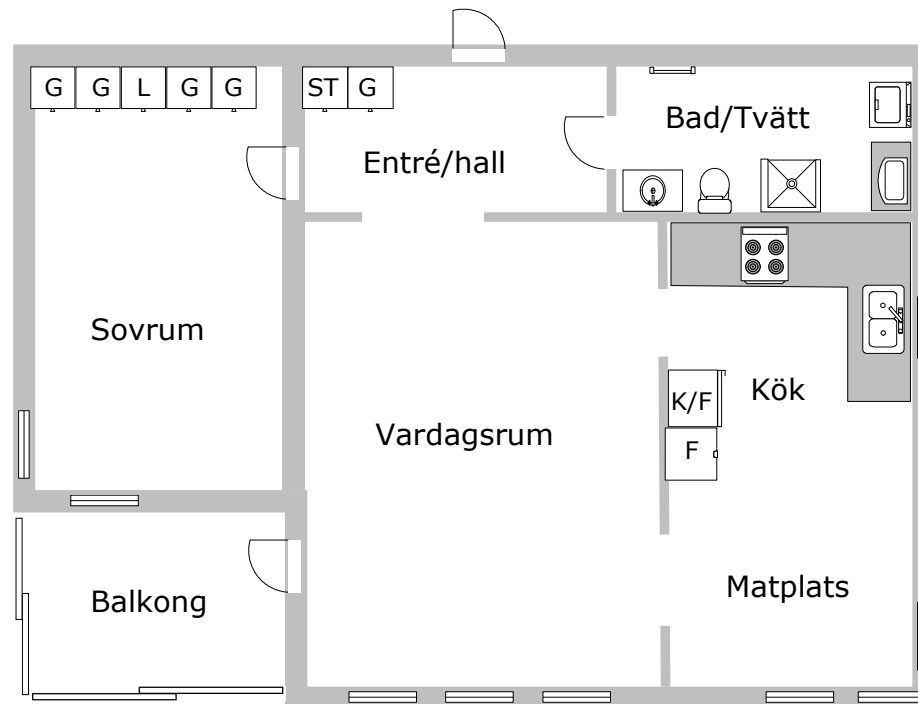 G G L G G
ST G
Bad/Tvätt
Entré/hall
Sovrum
Kök
K/F
Vardagsrum
F
Matplats
Balkong